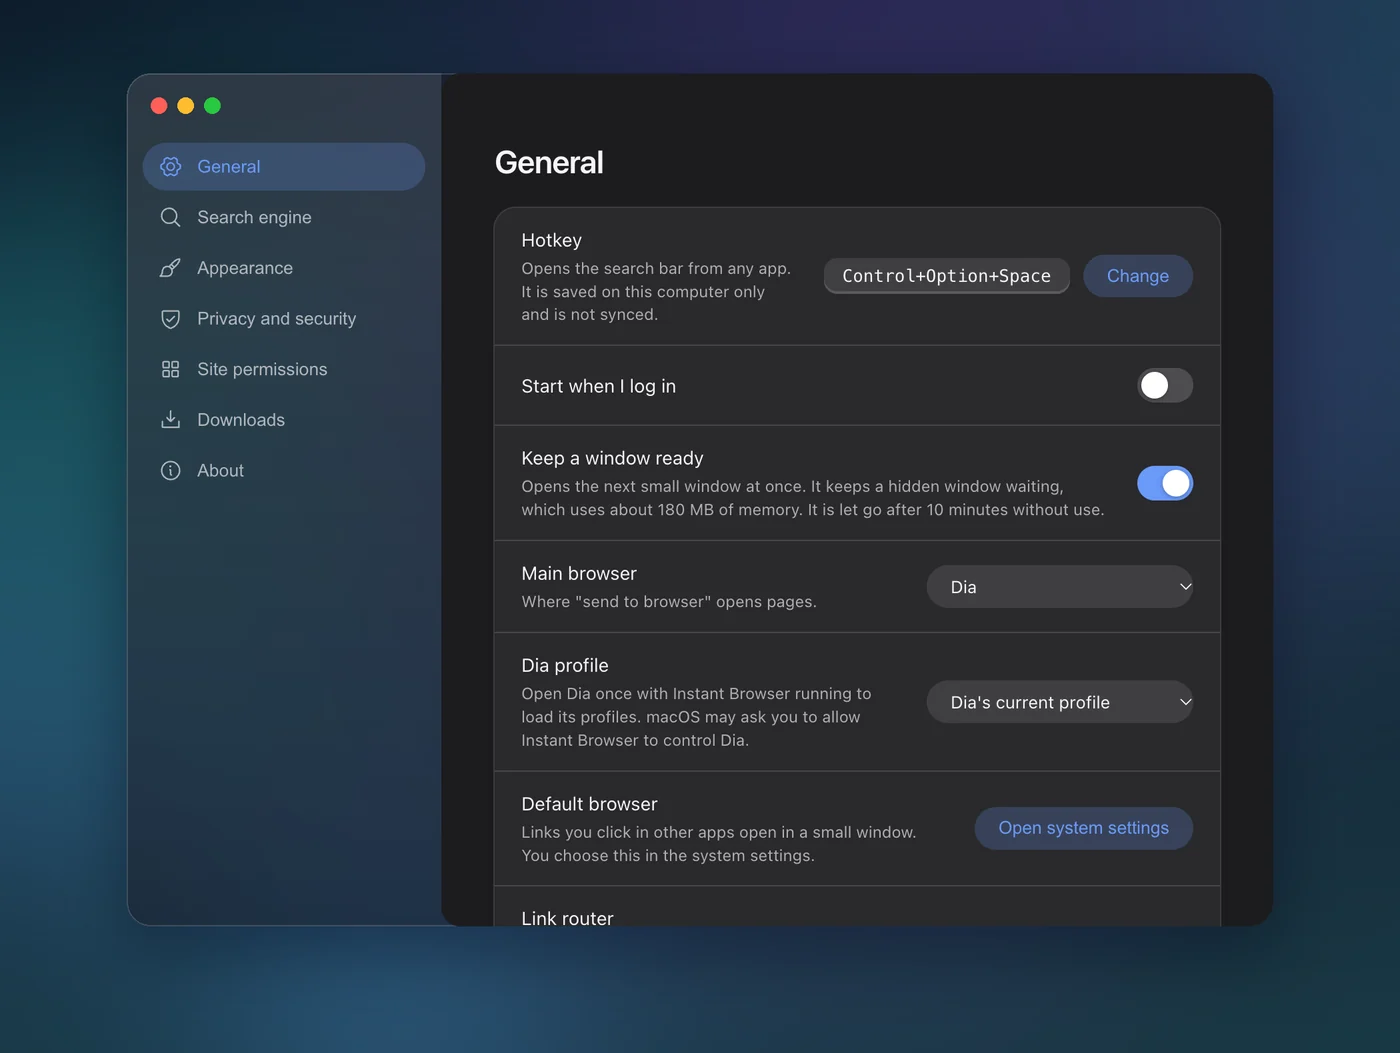 General
Search engine
Appearance
Privacy and security
Site permissions
Downloads
About
General
Hotkey
Opens the search bar from any app.
It is saved on this computer only
and is not synced.
Control+Option+Space
Change
Start when I log in
Keep a window ready
Opens the next small window at once. It keeps a hidden window waiting,
which uses about 180 MB of memory. It is let go after 10 minutes without use.
Main browser
Where "send to browser" opens pages.
Dia
Dia profile
Open Dia once with Instant Browser running to
load its profiles. macOS may ask you to allow
Instant Browser to control Dia.
Dia's current profile
Default browser
Links you click in other apps open in a small window.
You choose this in the system settings.
Open system settings
Link router